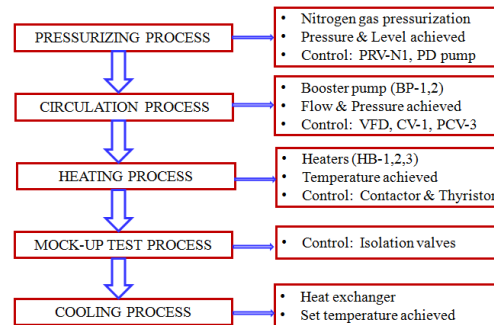 PRESSURIZING PROCESS
• Nitrogen gas pressurization
• Pressure & Level achieved
• Control: PRV-N1, PD pump
CIRCULATION PROCESS
• Booster pump (BP-1,2)
• Flow & Pressure achieved
• Control: VFD, CV-1, PCV-3
HEATING PROCESS
• Heaters (HB-1,2,3)
• Temperature achieved
• Control: Contactor & Thyristor
MOCK-UP TEST PROCESS
• Control: Isolation valves
COOLING PROCESS
• Heat exchanger
• Set temperature achieved